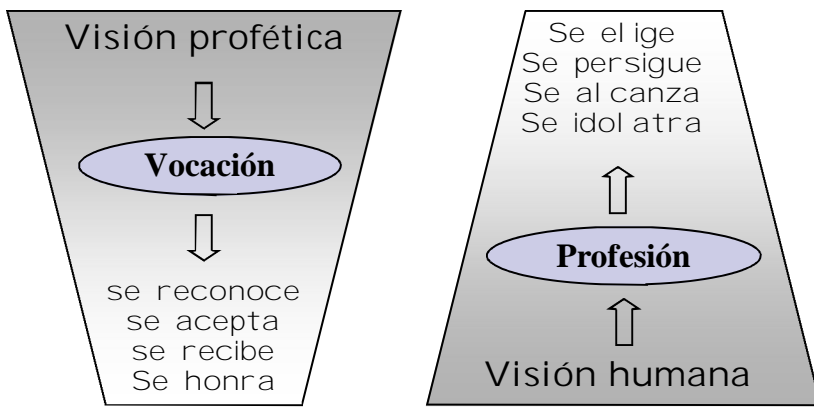 Visión profética
Vocación
se reconoce
se acepta
se recibe
Se honra
Se elige
Se persigue
Se alcanza
Se idolatra
Profesión
Visión humana